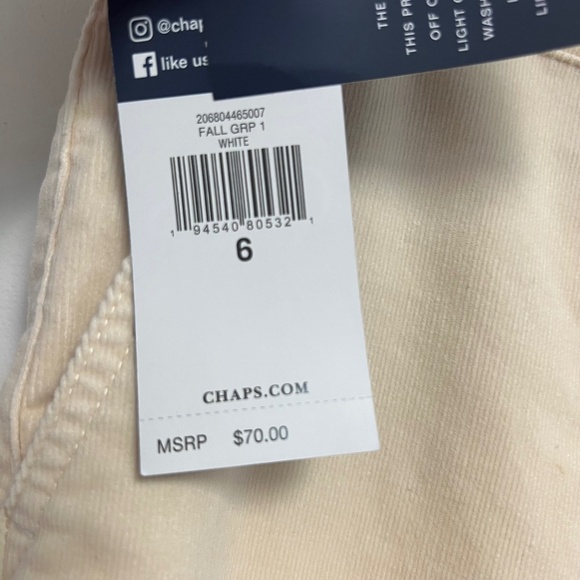 @chap
like us
THE
THIS PR
OFF C
LIGHT
WASH
206804465007
FALL GRP 1
WHITE
1 94540 80532 1
6
CHAPS.COM
MSRP $70.00